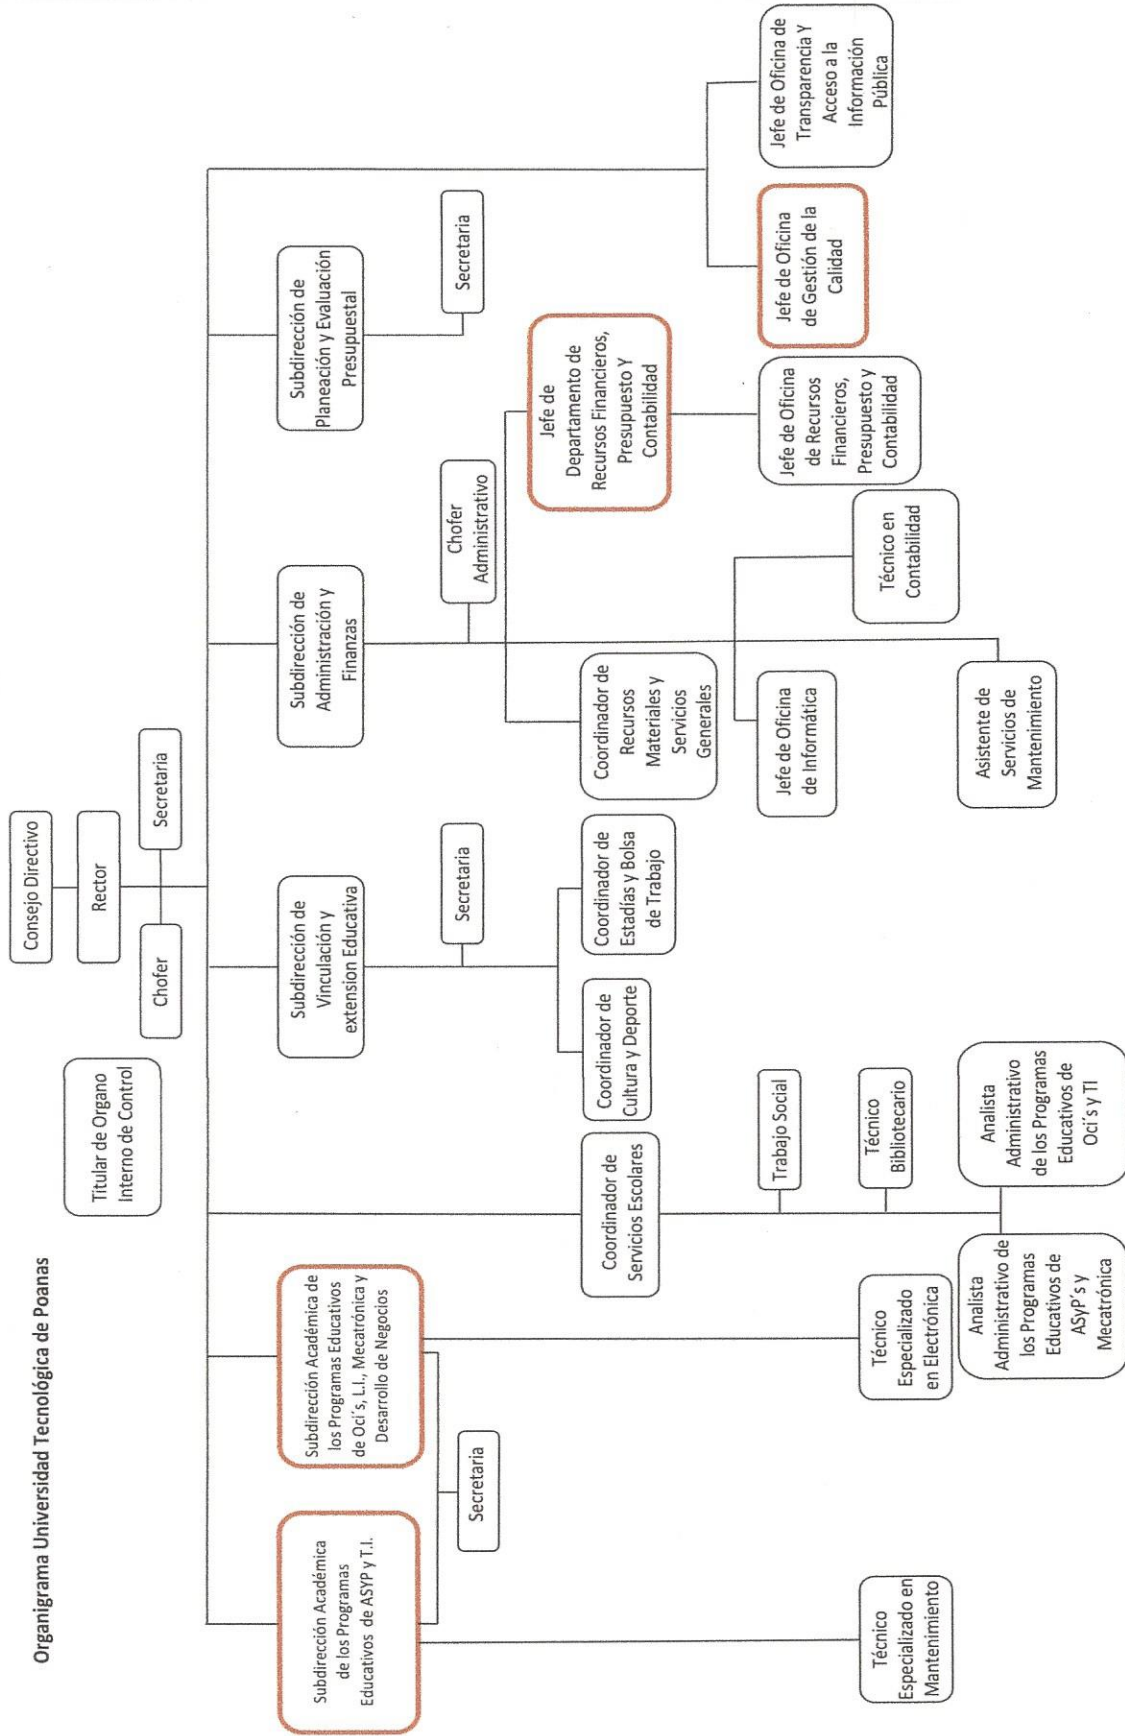 Organigrama Universidad Tecnológica de Poanas
Consejo Directivo
Rector
Chofer
Secretaria
Titular de Organo
Interno de Control
Subdirección Académica
de los Programas
Educativos de ASYP y T.I.
Subdirección Académica de
los Programas Educativos
de Oci´s, L.I., Mecatrónica y
Desarrollo de Negocios
Subdirección de
Vinculación y
extension Educativa
Subdirección de
Administración y
Finanzas
Subdirección de
Planeación y Evaluación
Presupuestal
Secretaria
Secretaria
Chofer
Administrativo
Secretaria
Coordinador de
Servicios Escolares
Coordinador de
Cultura y Deporte
Coordinador de
Estadías y Bolsa
de Trabajo
Coordinador de
Recursos
Materiales y
Servicios
Generales
Jefe de
Departamento de
Recursos Financieros,
Presupuesto Y
Contabilidad
Trabajo Social
Técnico
Bibliotecario
Jefe de Oficina
de Informática
Jefe de Oficina
de Recursos
Financieros,
Presupuesto y
Contabilidad
Jefe de Oficina
de Gestión de la
Calidad
Jefe de Oficina de
Transparencia Y
Acceso a la
Información
Pública
Técnico
Especializado en
Mantenimiento
Técnico
Especializado
en Electrónica
Técnico en
Contabilidad
Analista
Administrativo de
los Programas
Educativos de
ASyP´s y
Mecatrónica
Analista
Administrativo
de los Programas
Educativos de
Oci´s y TI
Asistente de
Servicios de
Mantenimiento